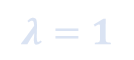 λ = 1